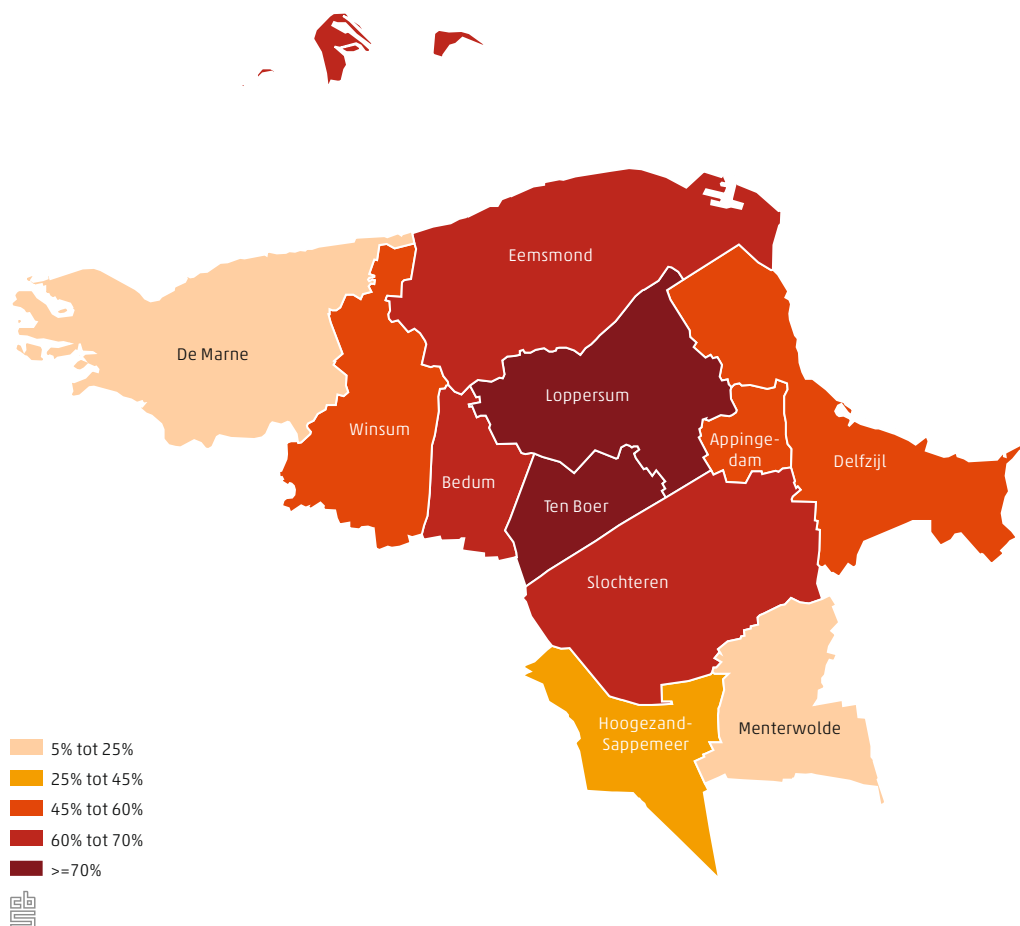 Eemsmond
De Marne
Loppersum
Winsum
Appinge-
dam
Delfzijl
Bedum
Ten Boer
Slochteren
Hoogezand-
Sappemeer
Menterwolde
5% tot 25%
25% tot 45%
45% tot 60%
60% tot 70%
>=70%
cbs